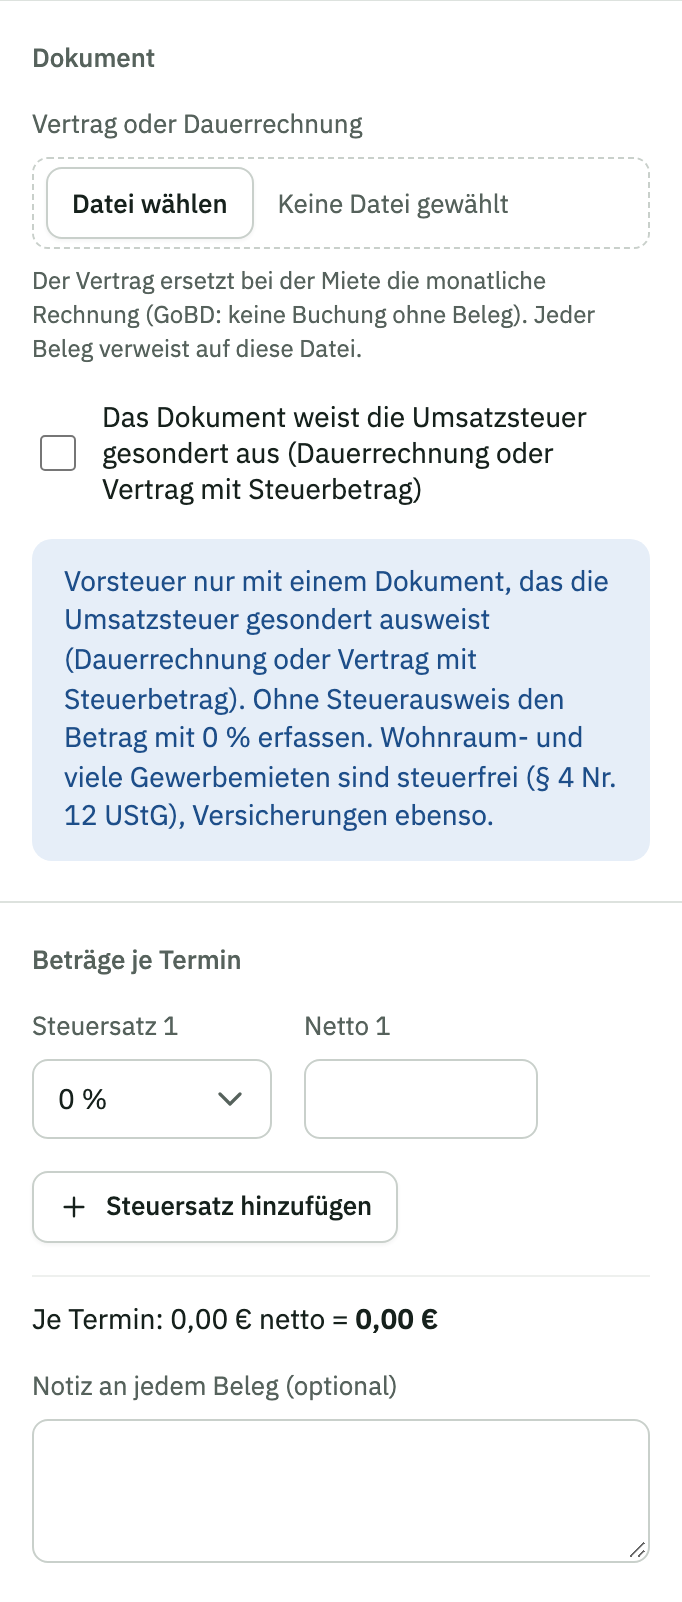 Dokument
Vertrag oder Dauerrechnung
Datei wählen Keine Datei gewählt
Der Vertrag ersetzt bei der Miete die monatliche
Rechnung (GoBD: keine Buchung ohne Beleg). Jeder
Beleg verweist auf diese Datei.
Das Dokument weist die Umsatzsteuer
gesondert aus (Dauerrechnung oder
Vertrag mit Steuerbetrag)
Vorsteuer nur mit einem Dokument, das die
Umsatzsteuer gesondert ausweist
(Dauerrechnung oder Vertrag mit
Steuerbetrag). Ohne Steuerausweis den
Betrag mit 0 % erfassen. Wohnraum- und
viele Gewerbemieten sind steuerfrei (§ 4 Nr.
12 UStG), Versicherungen ebenso.
Beträge je Termin
Steuersatz 1 Netto 1
0 %
+ Steuersatz hinzufügen
Je Termin: 0,00 € netto = 0,00 €
Notiz an jedem Beleg (optional)